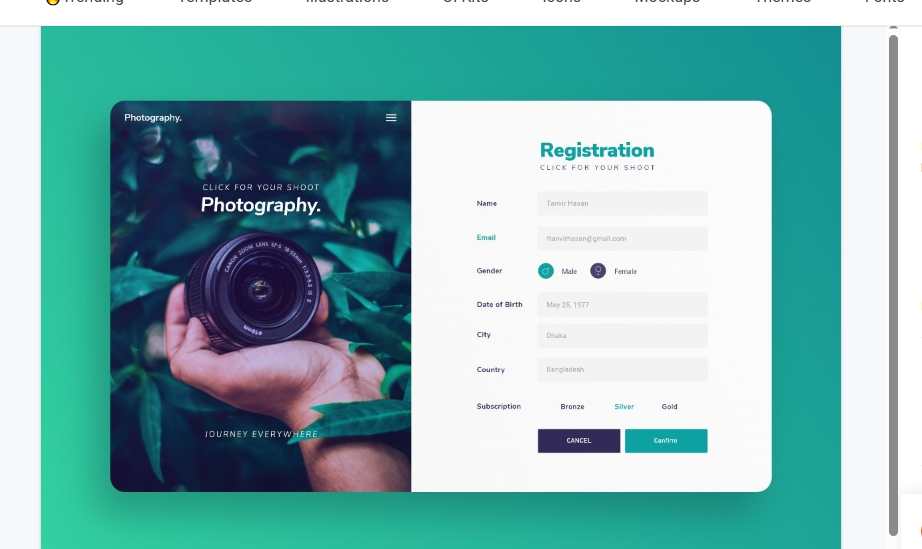 Trending Templates Illustrations UI Kits Icons Mockups Themes Fonts
Photography.
CLICK FOR YOUR SHOOT
Photography.
CANON ZOOM LENS EF-S 18-55mm 1:3.5-5.6 IS II
ø58mm
JOURNEY EVERYWHERE
Registration
CLICK FOR YOUR SHOOT
Name Tanvir Hasan
Email ftanvirhasan@gmail.com
Gender Male Female
Date of Birth May 25, 1977
City Dhaka
Country Bangladesh
Subscription Bronze Silver Gold
CANCEL Confirm